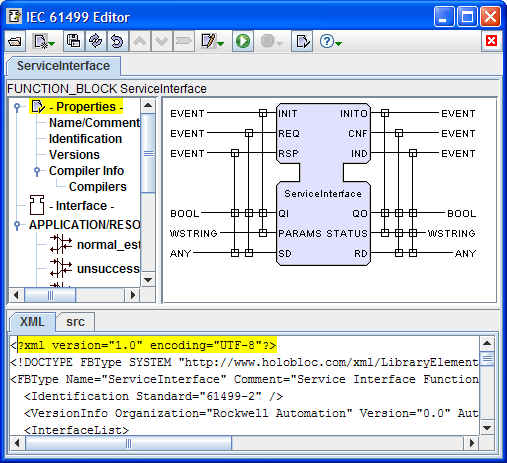 IEC 61499 Editor
ServiceInterface
FUNCTION_BLOCK ServiceInterface
- Properties -
Name/Comment
Identification
Versions
Compiler Info
Compilers
- Interface -
APPLICATION/RESO
normal_est
unsuccess
EVENT INIT INITO EVENT
EVENT REQ CNF EVENT
EVENT RSP IND EVENT
ServiceInterface
BOOL QI QO BOOL
WSTRING PARAMS STATUS WSTRING
ANY SD RD ANY
XML src
<?xml version="1.0" encoding="UTF-8"?>
<!DOCTYPE FBType SYSTEM "http://www.holobloc.com/xml/LibraryElement
<FBType Name="ServiceInterface" Comment="Service Interface Function
<Identification Standard="61499-2" />
<VersionInfo Organization="Rockwell Automation" Version="0.0" Aut
<InterfaceList>